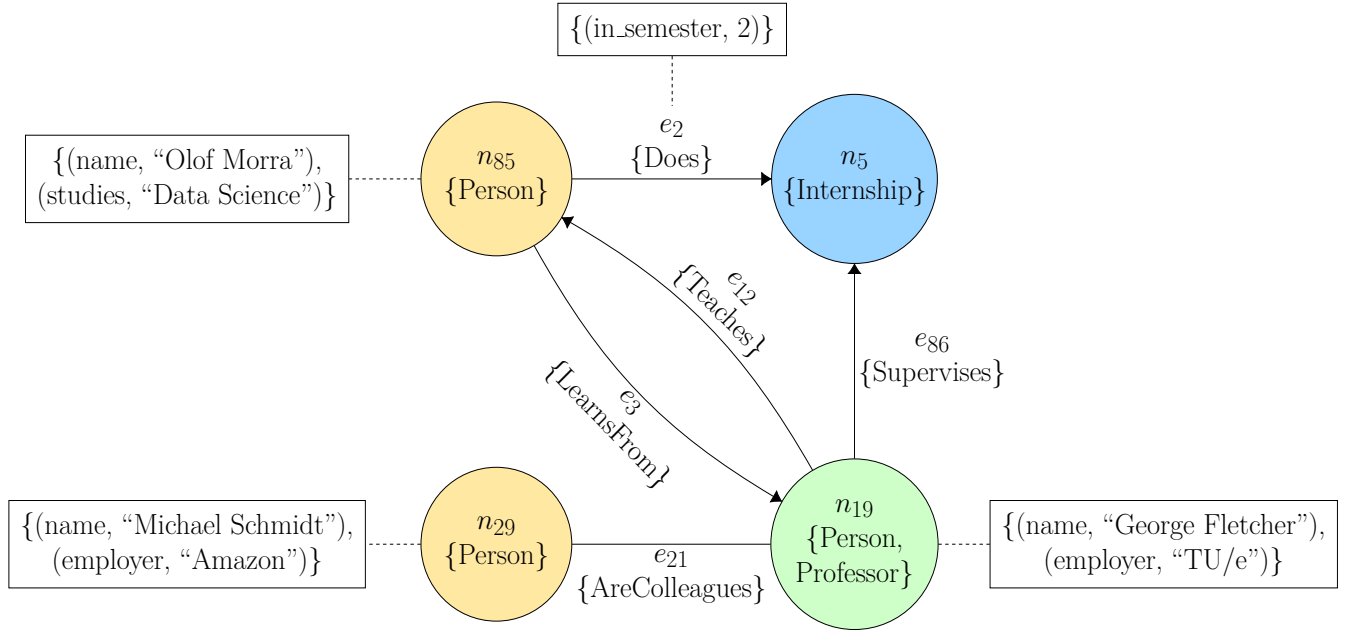 {(in_semester, 2)}
{(name, “Olof Morra”),
(studies, “Data Science”)}
n₈₅
{Person}
e₂
{Does}
n₅
{Internship}
e₁₂
{Teaches}
e₃
{LearnsFrom}
e₈₆
{Supervises}
{(name, “Michael Schmidt”),
(employer, “Amazon”)}
n₂₉
{Person}
e₂₁
{AreColleagues}
n₁₉
{Person,
Professor}
{(name, “George Fletcher”),
(employer, “TU/e”)}